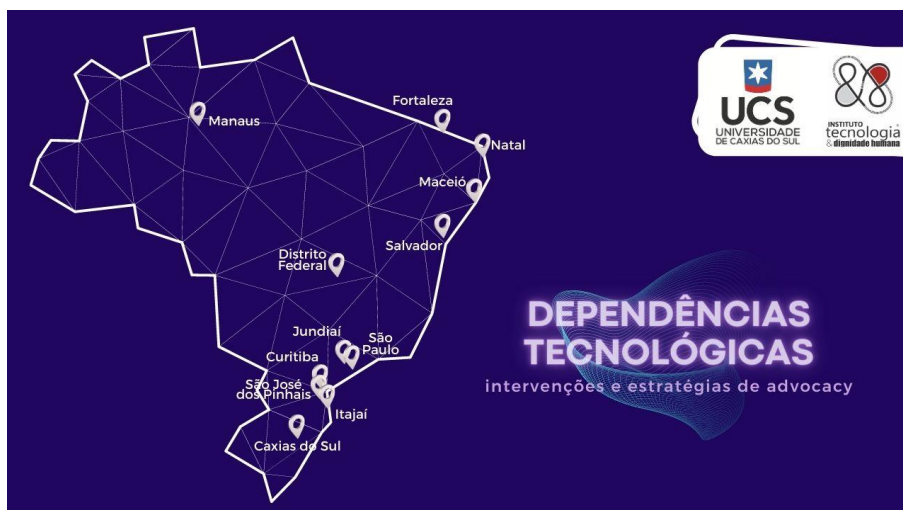 Manaus
Fortaleza
Natal
Maceió
Salvador
Distrito
Federal
Jundiaí
São
Paulo
Curitiba
São José
dos Pinhais
Itajaí
Caxias do Sul
UCS
UNIVERSIDADE
DE CAXIAS DO SUL
INSTITUTO
tecnologia
& dignidade humana
DEPENDÊNCIAS
TECNOLÓGICAS
intervenções e estratégias de advocacy